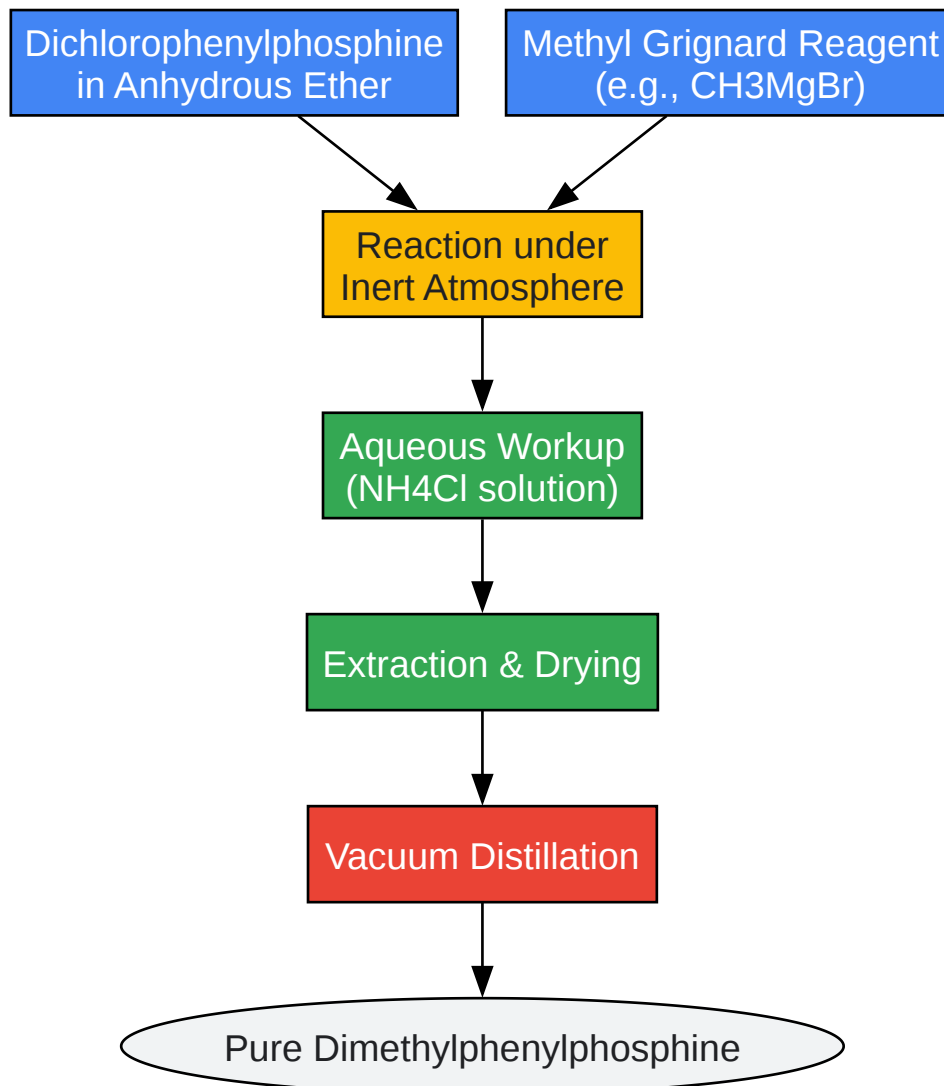 Dichlorophenylphosphine
in Anhydrous Ether
Methyl Grignard Reagent
(e.g., CH3MgBr)
Reaction under
Inert Atmosphere
Aqueous Workup
(NH4Cl solution)
Extraction & Drying
Vacuum Distillation
Pure Dimethylphenylphosphine